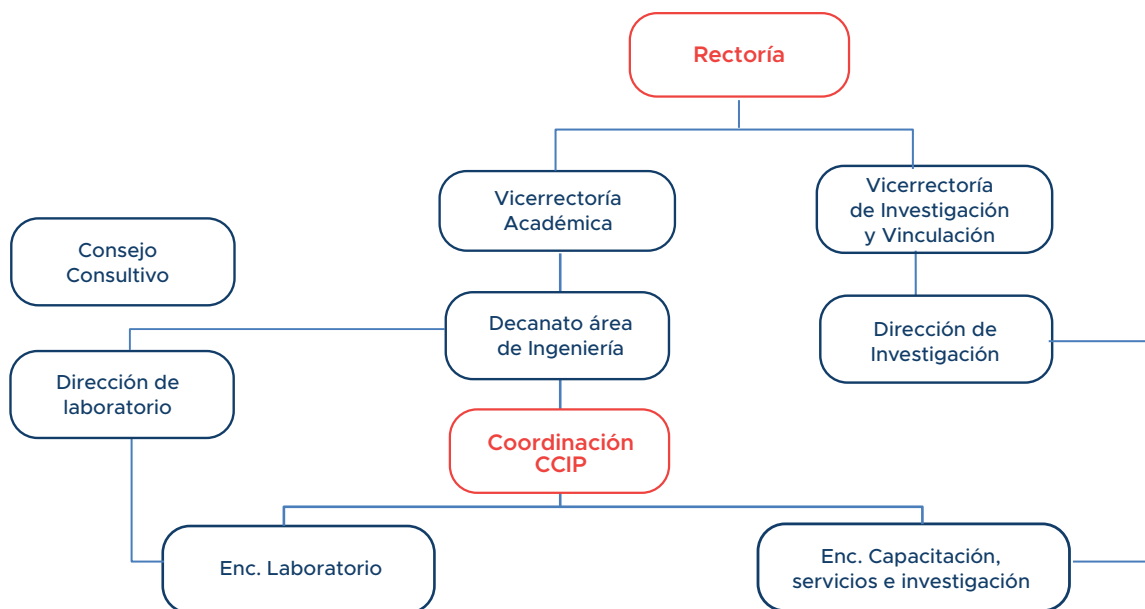 Rectoría
Vicerrectoría
Académica
Vicerrectoría
de Investigación
y Vinculación
Consejo
Consultivo
Decanato área
de Ingeniería
Dirección de
Investigación
Dirección de
laboratorio
Coordinación
CCIP
Enc. Laboratorio
Enc. Capacitación,
servicios e investigación